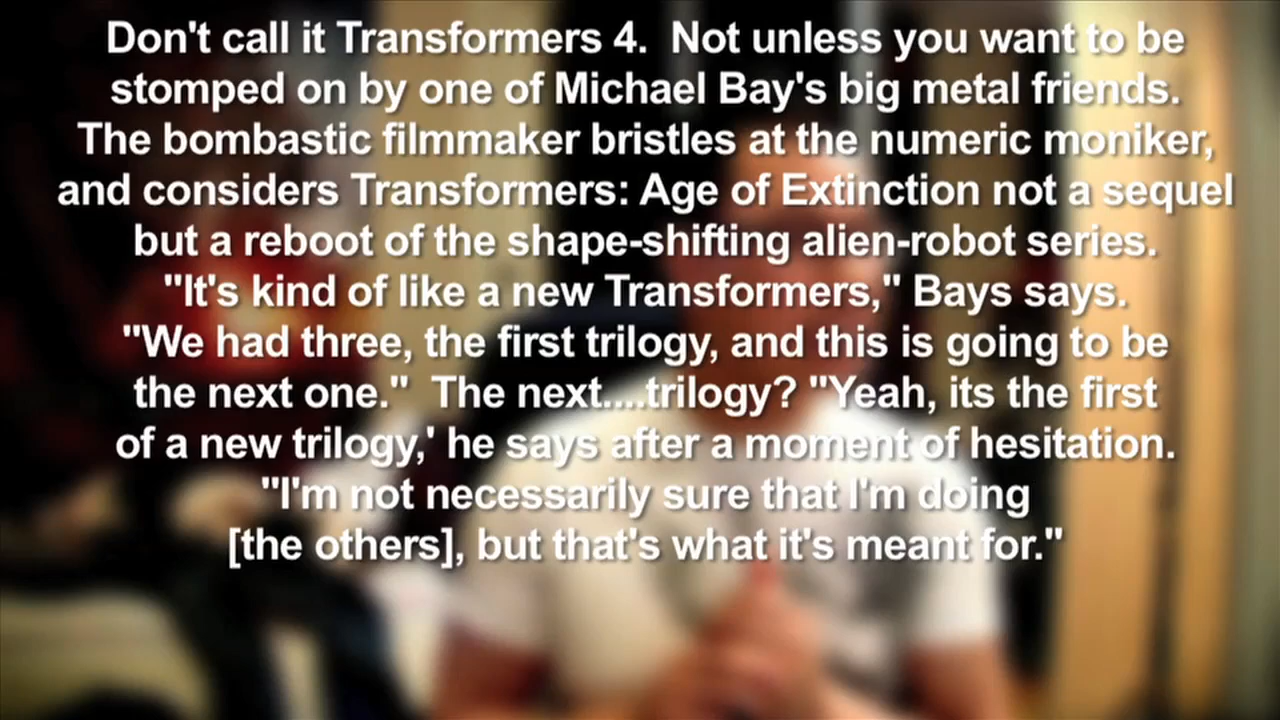 Don't call it Transformers 4.  Not unless you want to be
stomped on by one of Michael Bay's big metal friends.
The bombastic filmmaker bristles at the numeric moniker,
and considers Transformers: Age of Extinction not a sequel
but a reboot of the shape-shifting alien-robot series.
"It's kind of like a new Transformers," Bays says.
"We had three, the first trilogy, and this is going to be
the next one."  The next....trilogy? "Yeah, its the first
of a new trilogy,' he says after a moment of hesitation.
"I'm not necessarily sure that I'm doing
[the others], but that's what it's meant for."